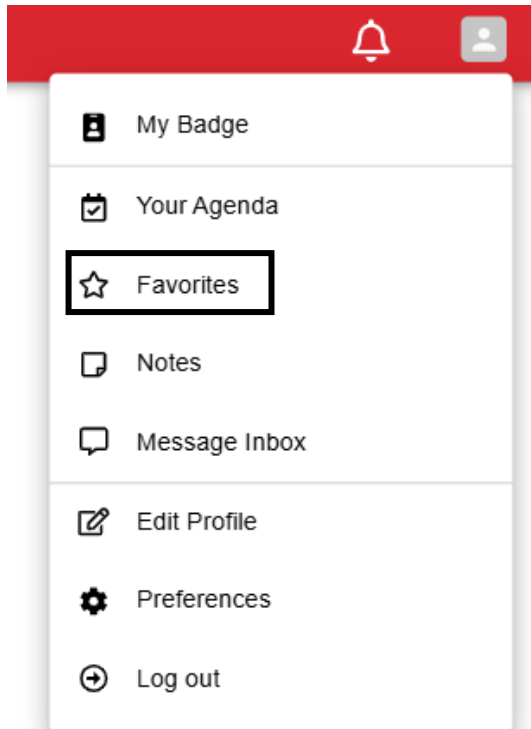 My Badge
Your Agenda
Favorites
Notes
Message Inbox
Edit Profile
Preferences
Log out